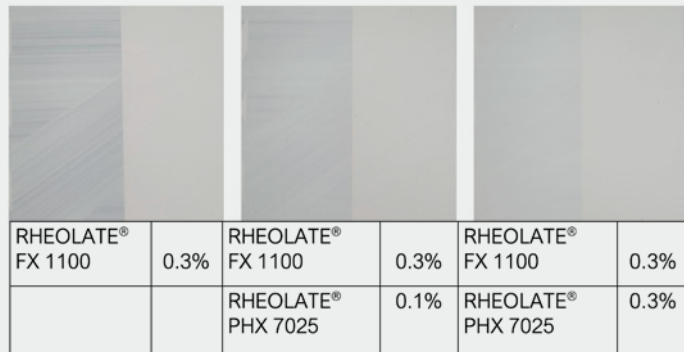 RHEOLATE® FX 1100 0.3% RHEOLATE® FX 1100 0.3% RHEOLATE® FX 1100 0.3%
RHEOLATE® PHX 7025 0.1% RHEOLATE® PHX 7025 0.3%